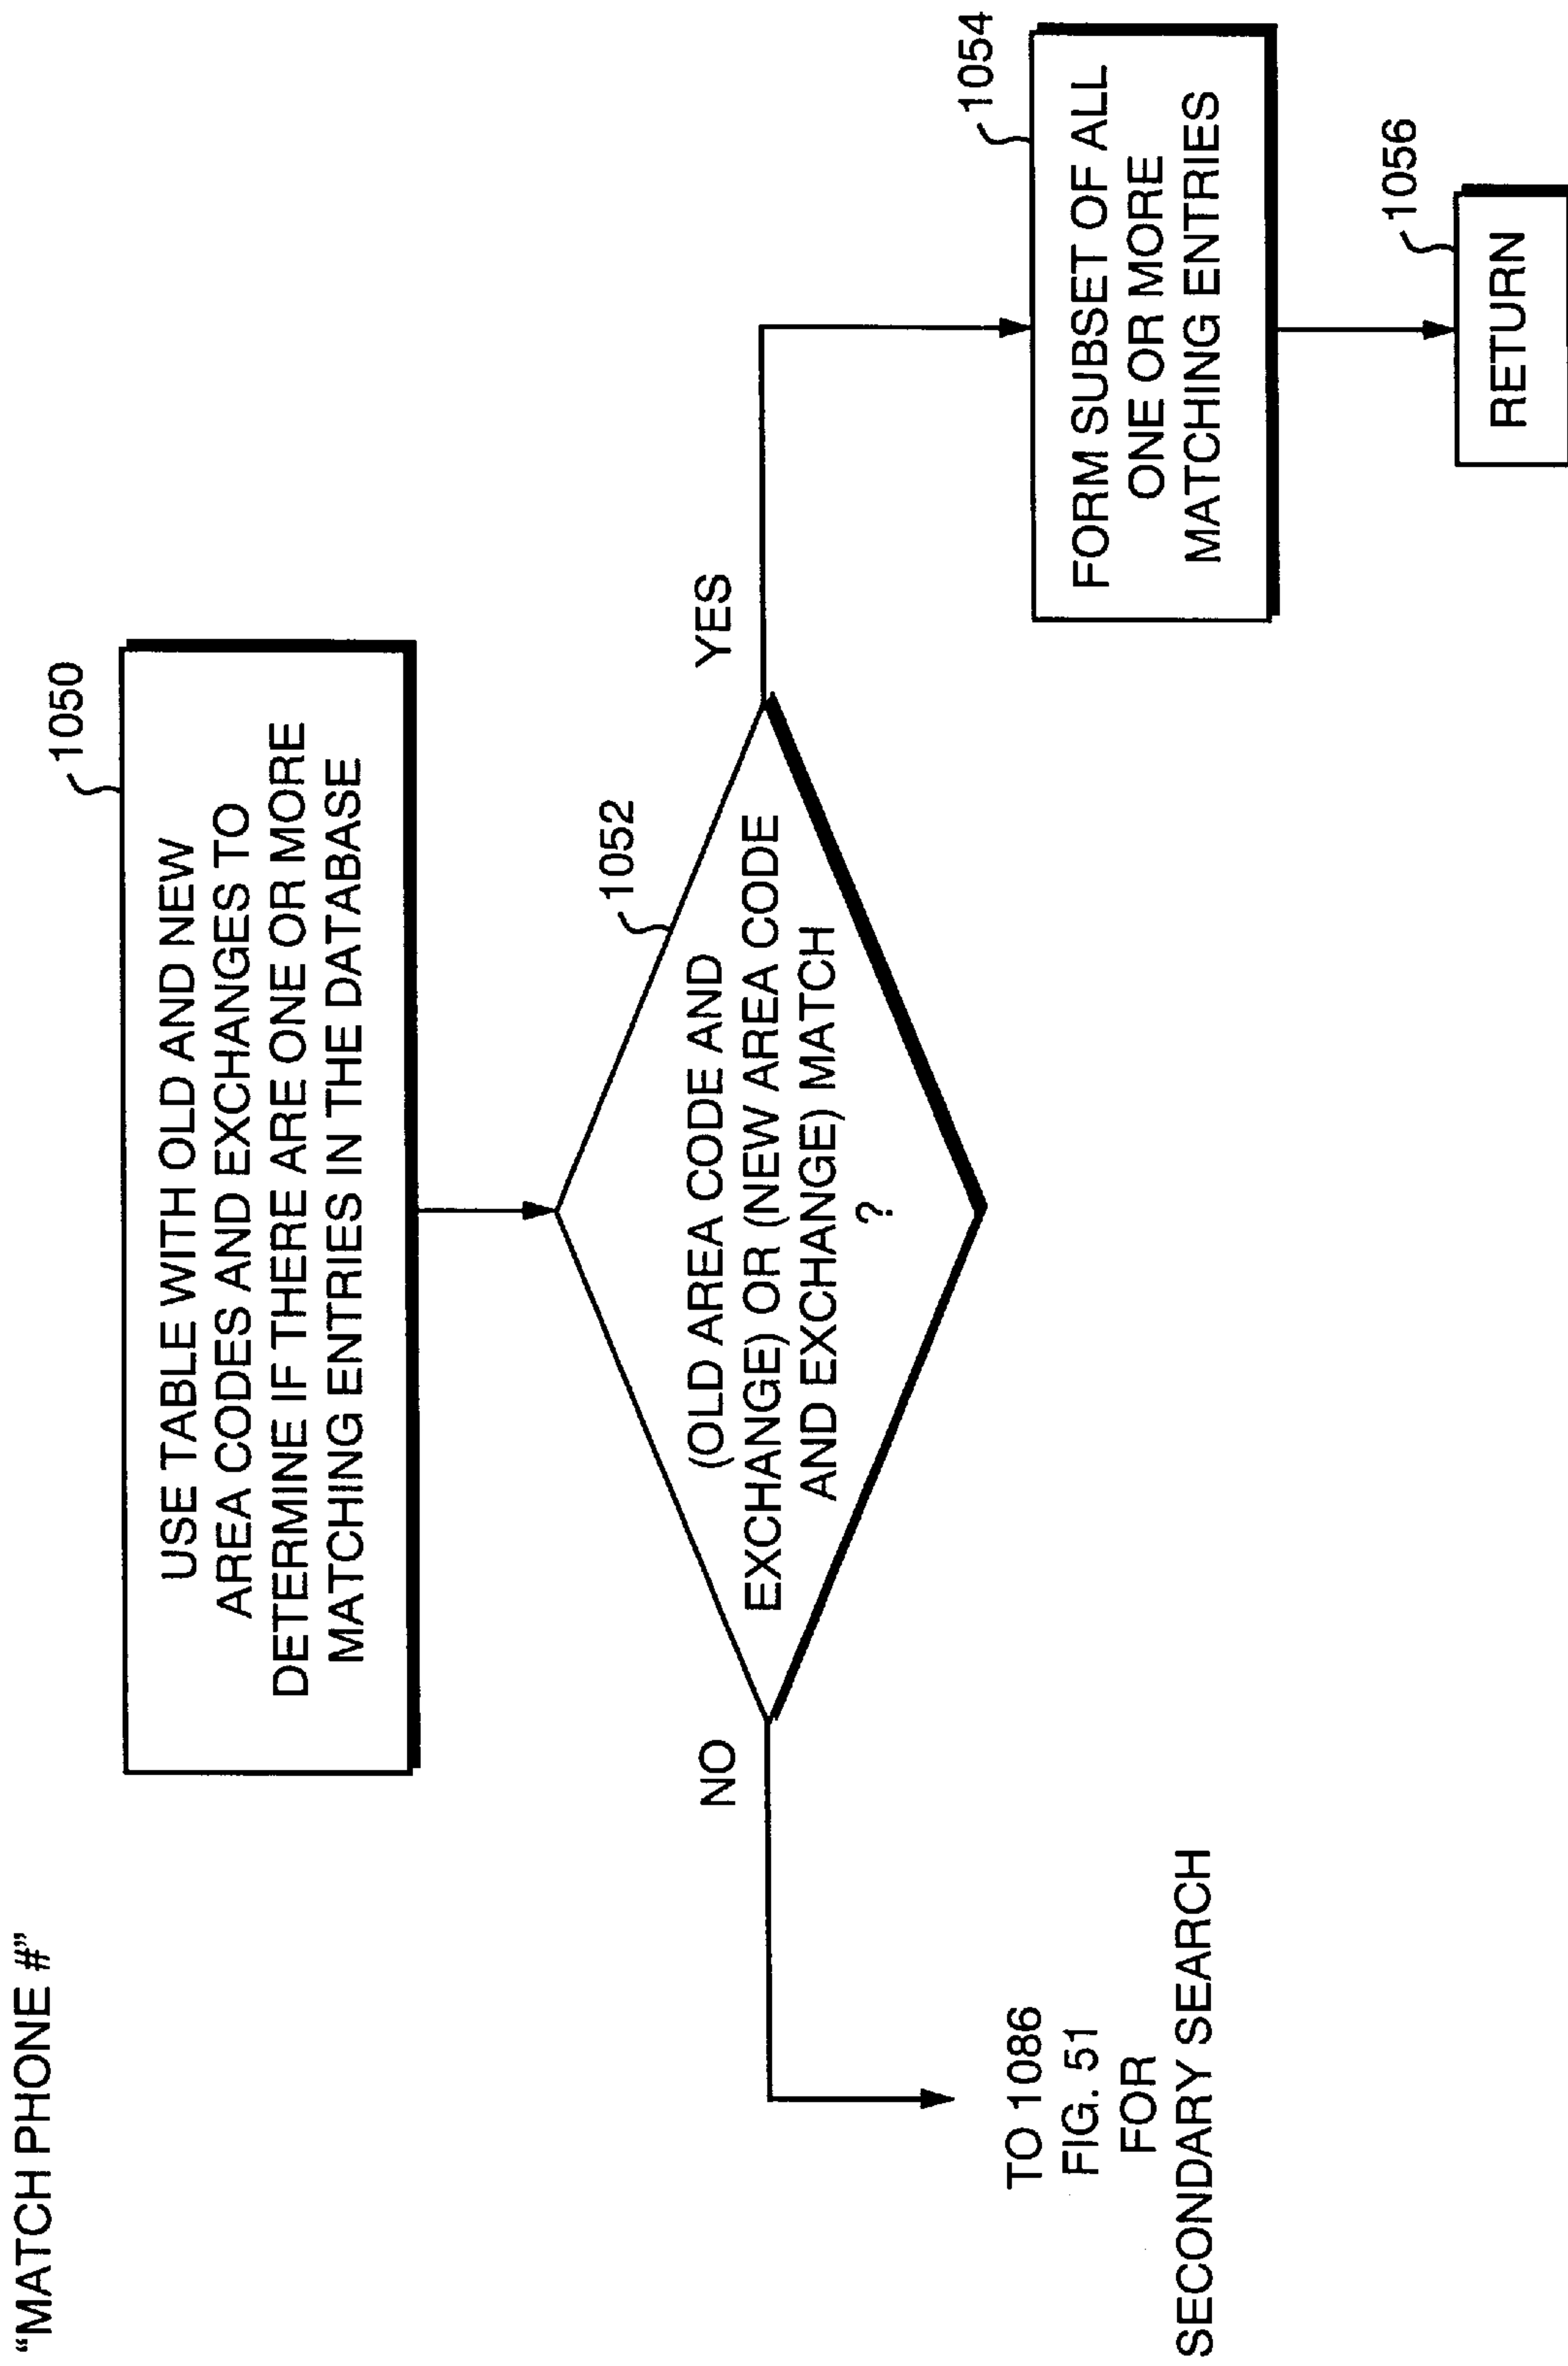 “MATCH PHONE #”
1050
USE TABLE WITH OLD AND NEW
AREA CODES AND EXCHANGES TO
DETERMINE IF THERE ARE ONE OR MORE
MATCHING ENTRIES IN THE DATABASE
1052
(OLD AREA CODE AND
EXCHANGE) OR (NEW AREA CODE
AND EXCHANGE) MATCH
?
NO
YES
TO 1086
FIG. 51
FOR
SECONDARY SEARCH
1054
FORM SUBSET OF ALL
ONE OR MORE
MATCHING ENTRIES
1056
RETURN